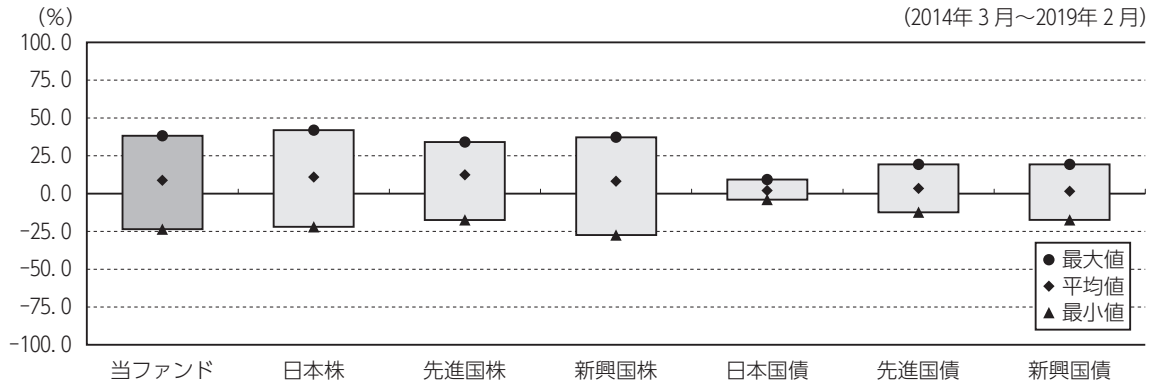 (%)
(2014年3月～2019年2月)
100.0
75.0
50.0
25.0
0.0
-25.0
-50.0
-75.0
-100.0
最大値
平均値
最小値
当ファンド 日本株 先進国株 新興国株 日本国債 先進国債 新興国債